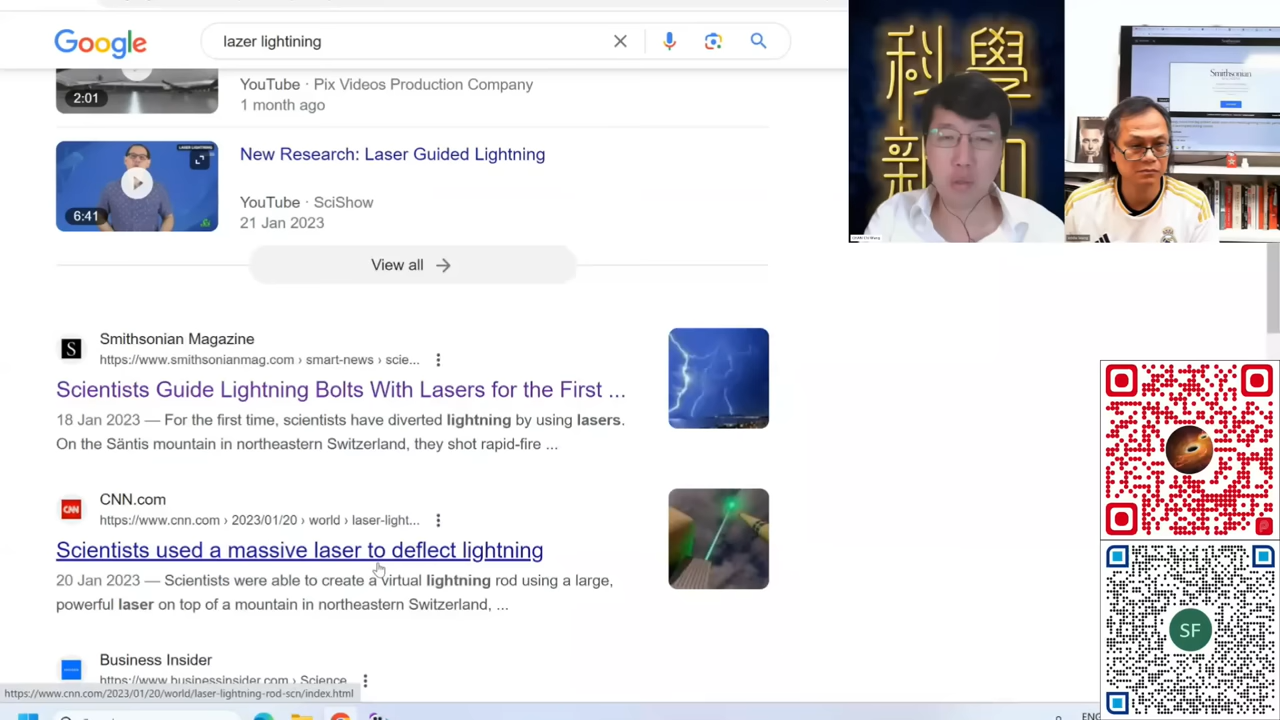 Google
lazer lightining
2:01
YouTube · Pix Videos Production Company
1 month ago
LASER LIGHTNING
6:41
New Research: Laser Guided Lightning
YouTube · SciShow
21 Jan 2023
View all
S
Smithsonian Magazine
https://www.smithsonianmag.com › smart-news › scie...
Scientists Guide Lightning Bolts With Lasers for the First ...
18 Jan 2023 — For the first time, scientists have diverted lightning by using lasers.
On the Säntis mountain in northeastern Switzerland, they shot rapid-fire ...
CNN
CNN.com
https://www.cnn.com › 2023/01/20 › world › laser-light...
Scientists used a massive laser to deflect lightning
20 Jan 2023 — Scientists were able to create a virtual lightning rod using a large,
powerful laser on top of a mountain in northeastern Switzerland, ...
Business Insider
https://www.businessinsider.com › Science
https://www.cnn.com/2023/01/20/world/laser-lightning-rod-scn/index.html
ENG
科學
新
Smithsonian
SF